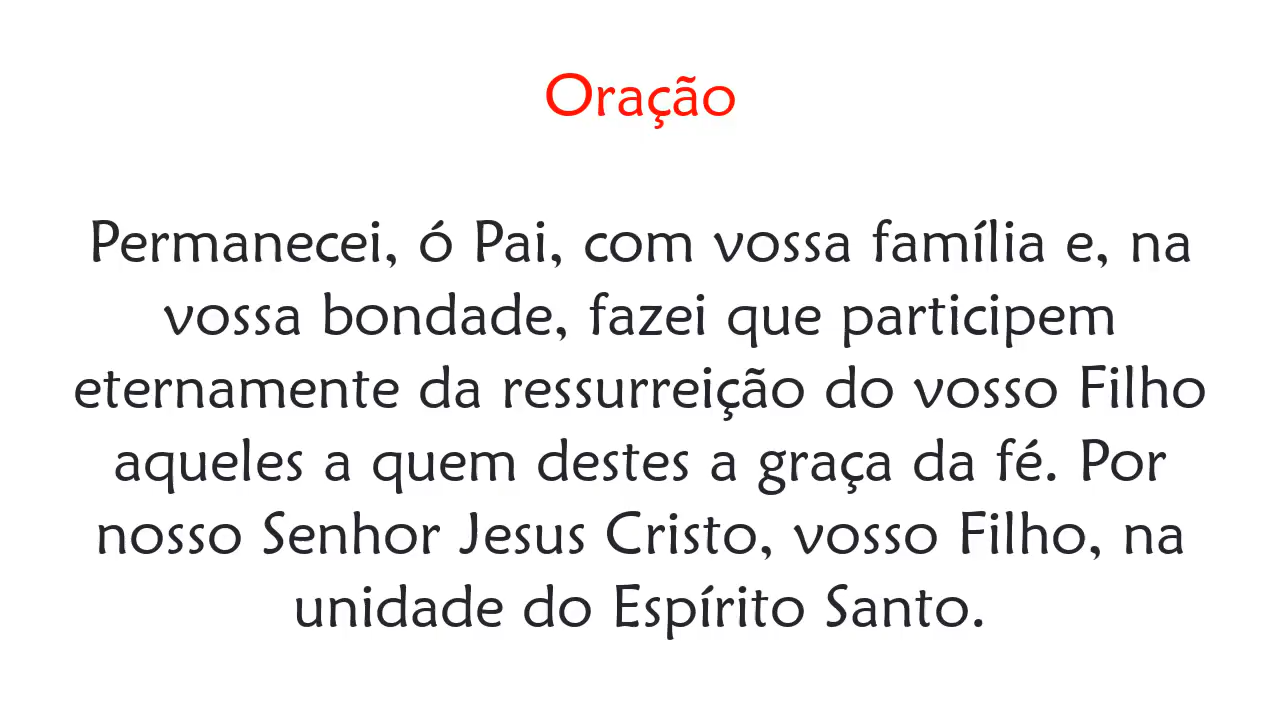 Oração
Permanecei, ó Pai, com vossa família e, na
vossa bondade, fazei que participem
eternamente da ressurreição do vosso Filho
aqueles a quem destes a graça da fé. Por
nosso Senhor Jesus Cristo, vosso Filho, na
unidade do Espírito Santo.